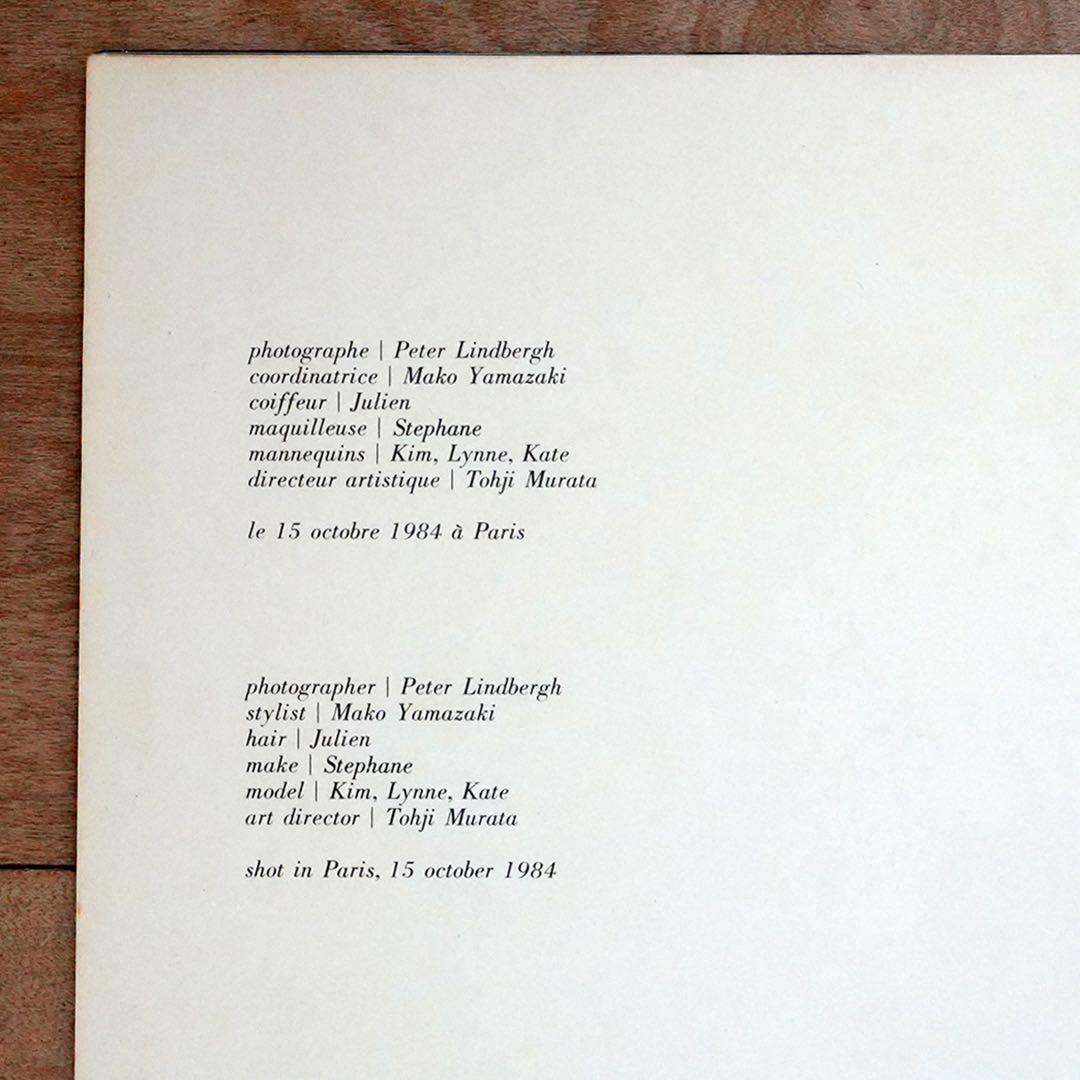 photographe | Peter Lindbergh
coordinatrice | Mako Yamazaki
coiffeur | Julien
maquilleuse | Stephane
mannequins | Kim, Lynne, Kate
directeur artistique | Tohji Murata
le 15 octobre 1984 à Paris
photographer | Peter Lindbergh
stylist | Mako Yamazaki
hair | Julien
make | Stephane
model | Kim, Lynne, Kate
art director | Tohji Murata
shot in Paris, 15 october 1984